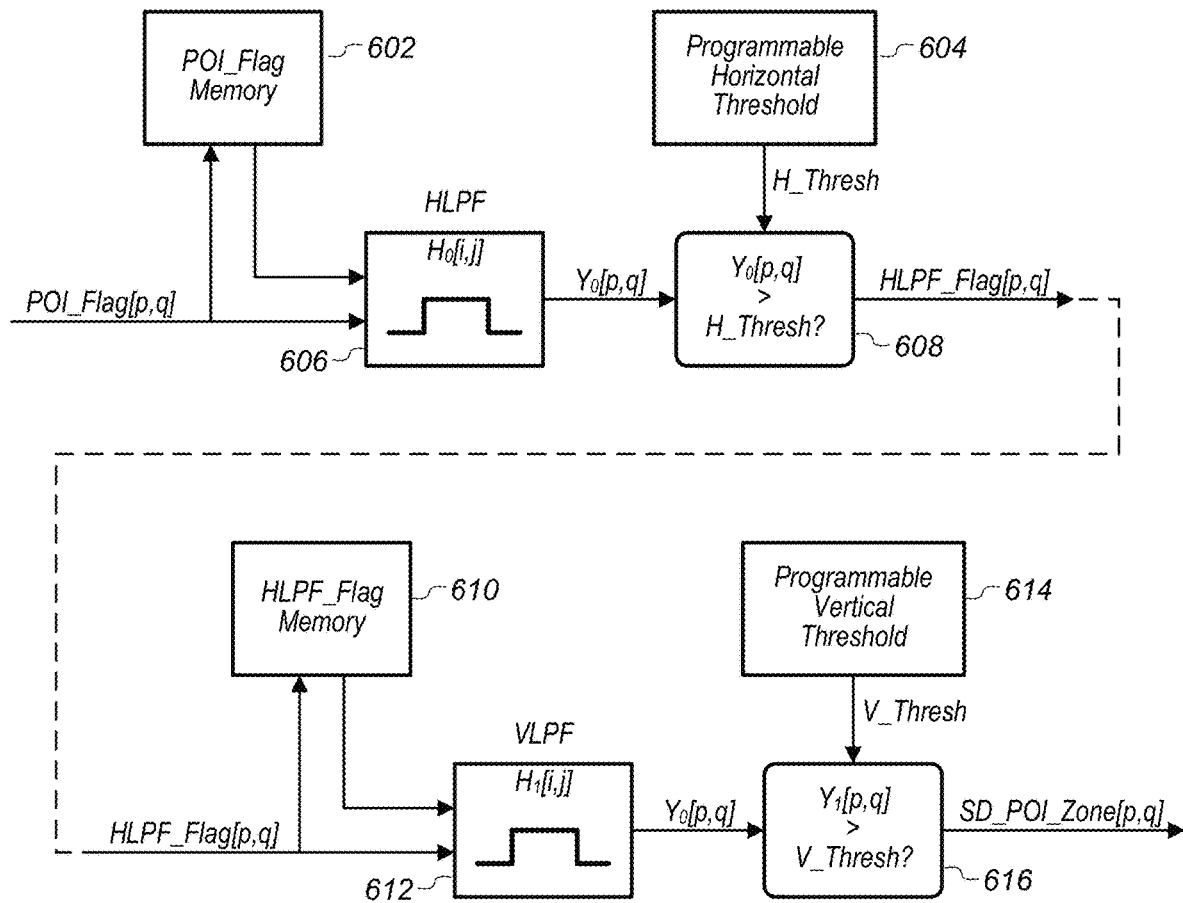 POI_Flag
Memory
602
Programmable
Horizontal
Threshold
604
H_Thresh
HLPF
H₀[i,j]
POI_Flag[p,q]
606
Y₀[p,q]
Y₀[p,q]
>
H_Thresh?
608
HLPF_Flag[p,q]
HLPF_Flag
Memory
610
Programmable
Vertical
Threshold
614
V_Thresh
VLPF
H₁[i,j]
HLPF_Flag[p,q]
612
Y₀[p,q]
Y₁[p,q]
>
V_Thresh?
616
SD_POI_Zone[p,q]